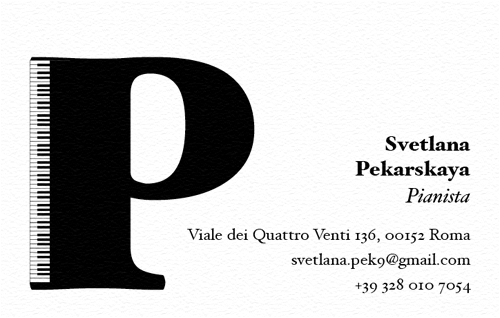 P
Svetlana
Pekarskaya
Pianista
Viale dei Quattro Venti 136, 00152 Roma
svetlana.pek9@gmail.com
+39 328 010 7054